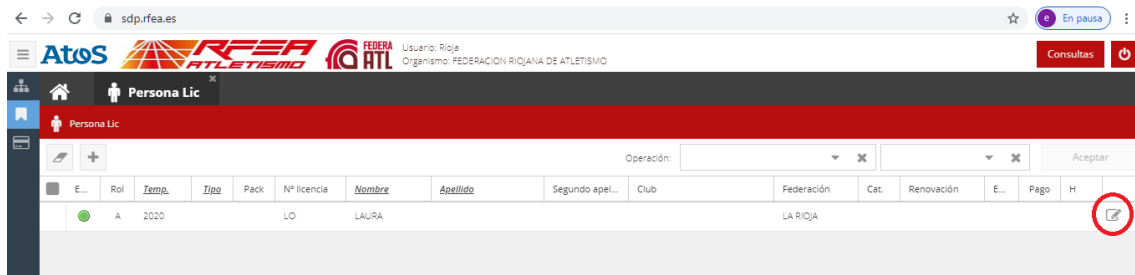 sdp.rfea.es
e En pausa
Atos RFEA ATLETISMO FEDERA ATL Usuario: Rioja
Organismo: FEDERACION RIOJANA DE ATLETISMO
Consultas
Persona Lic
Persona Lic
Operación: Aceptar
E... Rol Temp. Tipo Pack Nº licencia Nombre Apellido Segundo apel... Club Federación Cat. Renovación E... Pago H
A 2020 LO LAURA LA RIOJA